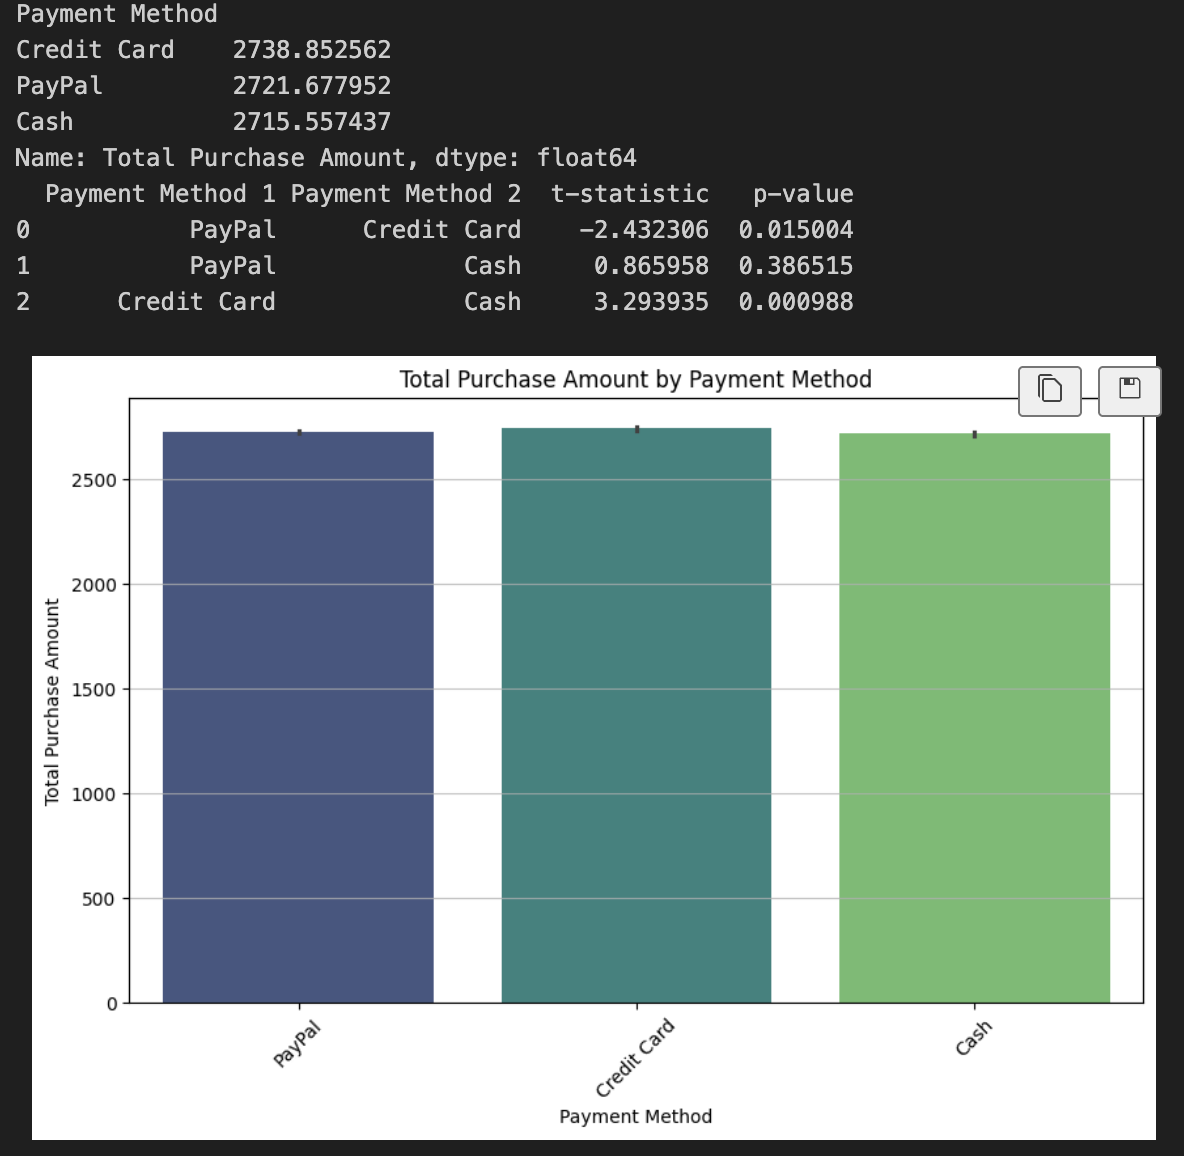 Payment Method
Credit Card    2738.852562
PayPal         2721.677952
Cash           2715.557437
Name: Total Purchase Amount, dtype: float64
  Payment Method 1 Payment Method 2  t-statistic   p-value
0           PayPal      Credit Card    -2.432306  0.015004
1           PayPal             Cash     0.865958  0.386515
2      Credit Card             Cash     3.293935  0.000988
Total Purchase Amount by Payment Method
Total Purchase Amount
2500
2000
1500
1000
500
0
PayPal
Credit Card
Cash
Payment Method